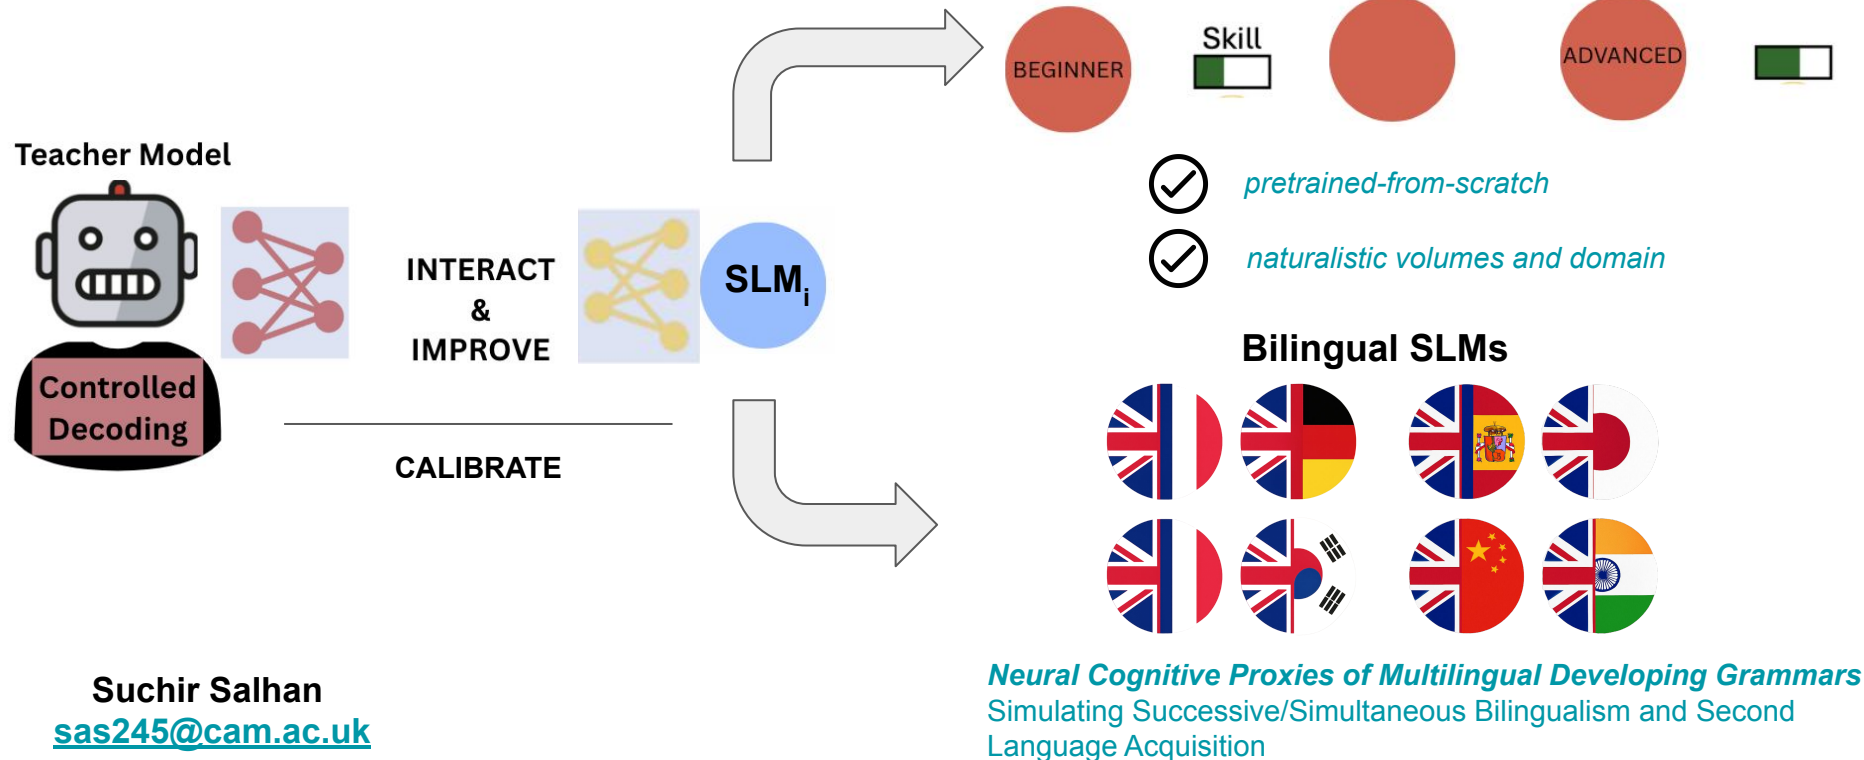 Teacher Model
Controlled
Decoding
INTERACT
&
IMPROVE
CALIBRATE
SLMi
BEGINNER
Skill
ADVANCED
pretrained-from-scratch
naturalistic volumes and domain
Bilingual SLMs
Suchir Salhan
sas245@cam.ac.uk
Neural Cognitive Proxies of Multilingual Developing Grammars
Simulating Successive/Simultaneous Bilingualism and Second
Language Acquisition